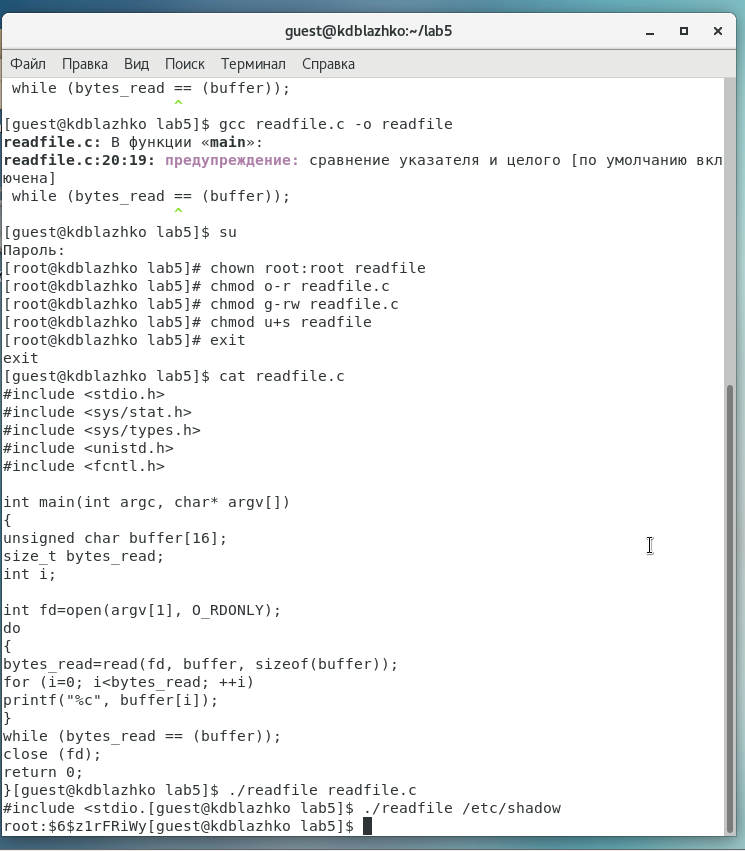 guest@kdblazhko:~/lab5
Файл Правка Вид Поиск Терминал Справка
 while (bytes_read == (buffer));
                   ^
[guest@kdblazhko lab5]$ gcc readfile.c -o readfile
readfile.c: В функции «main»:
readfile.c:20:19: предупреждение: сравнение указателя и целого [по умолчанию вкл
ючена]
 while (bytes_read == (buffer));
                   ^
[guest@kdblazhko lab5]$ su
Пароль:
[root@kdblazhko lab5]# chown root:root readfile
[root@kdblazhko lab5]# chmod o-r readfile.c
[root@kdblazhko lab5]# chmod g-rw readfile.c
[root@kdblazhko lab5]# chmod u+s readfile
[root@kdblazhko lab5]# exit
exit
[guest@kdblazhko lab5]$ cat readfile.c
#include <stdio.h>
#include <sys/stat.h>
#include <sys/types.h>
#include <unistd.h>
#include <fcntl.h>

int main(int argc, char* argv[])
{
unsigned char buffer[16];
size_t bytes_read;
int i;

int fd=open(argv[1], O_RDONLY);
do
{
bytes_read=read(fd, buffer, sizeof(buffer));
for (i=0; i<bytes_read; ++i)
printf("%c", buffer[i]);
}
while (bytes_read == (buffer));
close (fd);
return 0;
}[guest@kdblazhko lab5]$ ./readfile readfile.c
#include <stdio.[guest@kdblazhko lab5]$ ./readfile /etc/shadow
root:$6$z1rFRiWy[guest@kdblazhko lab5]$